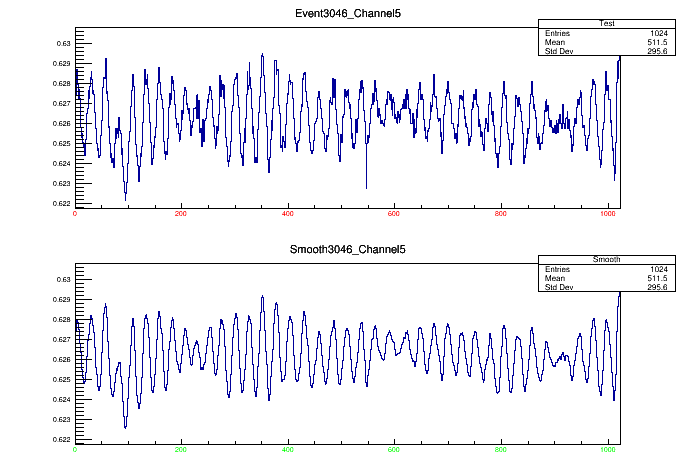 Event3046_Channel5
Test
Entries 1024
Mean 511.5
Std Dev 295.6
0.63
0.629
0.628
0.627
0.626
0.625
0.624
0.623
0.622
0 200 400 600 800 1000
Smooth3046_Channel5
Smooth
Entries 1024
Mean 511.5
Std Dev 295.6
0.63
0.629
0.628
0.627
0.626
0.625
0.624
0.623
0.622
0 200 400 600 800 1000